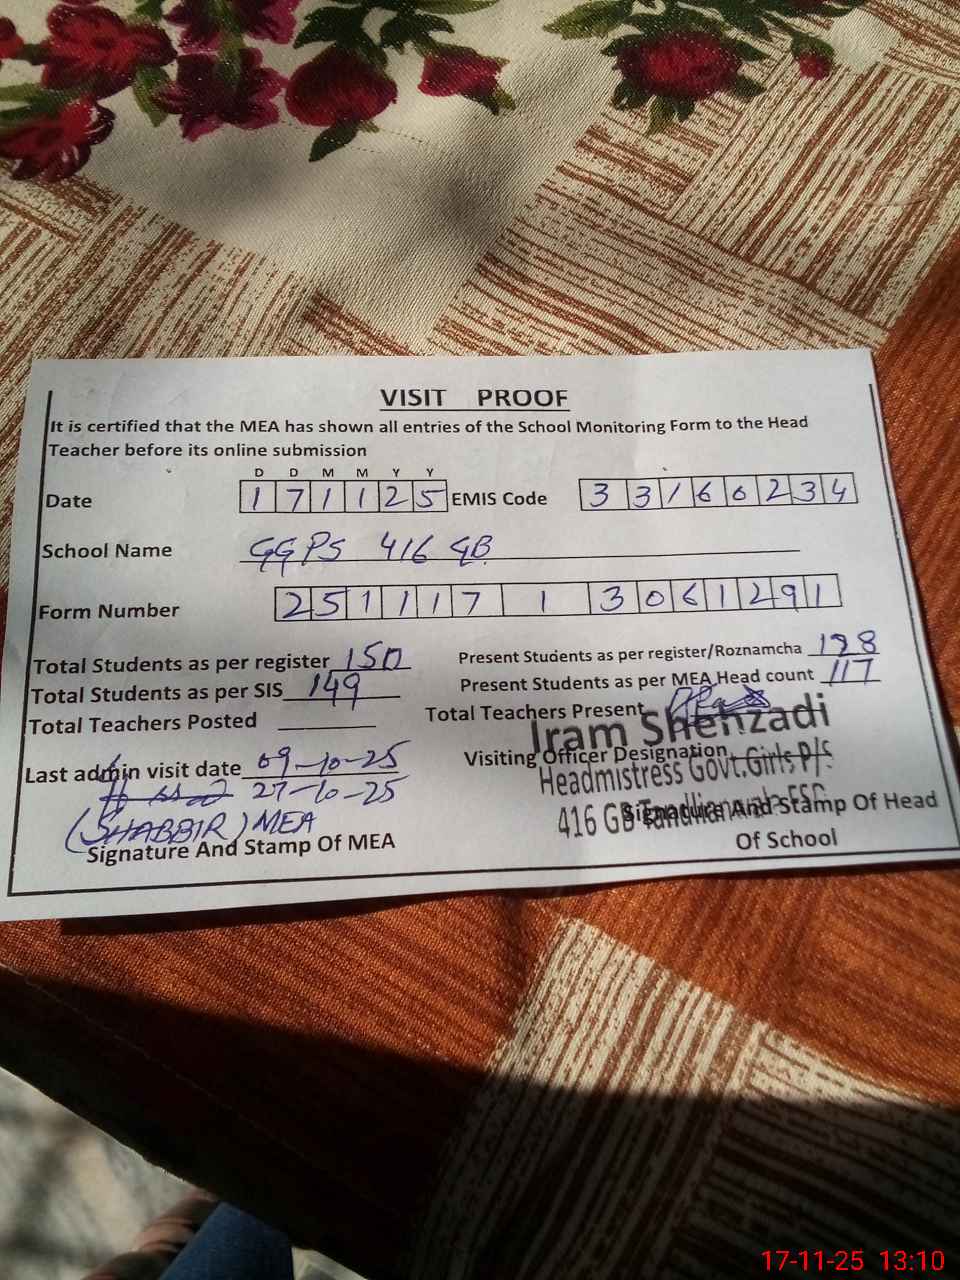 VISIT PROOF
It is certified that the MEA has shown all entries of the School Monitoring Form to the Head
Teacher before its online submission
D D M M Y Y
Date 1 7 1 1 2 5 EMIS Code 3 3 1 6 6 0 2 3 4
School Name GGPS 416 GB
Form Number 2 5 1 1 1 7 1 3 0 6 1 2 9 1
Total Students as per register 150 Present Students as per register/Roznamcha 128
Total Students as per SIS 149 Present Students as per MEA Head count 117
Total Teachers Posted Total Teachers Present
Iram Shehzadi
Last admin visit date 09-10-25 Visiting Officer Designation
Headmistress Govt.Girls P/S
27-10-25
416 GB Tandlianwala FSD
(SHABBIR) MEA
Signature And Stamp Of MEA Signature And Stamp Of Head
Of School
17-11-25 13:10